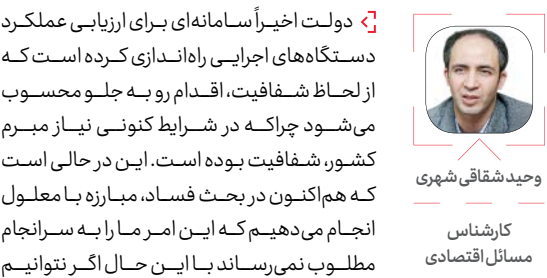 دولت اخیراً سامانه‌ای برای ارزیابی عملکرد
دستگاه‌های اجرایی راه‌اندازی کرده است که
از لحاظ شفافیت، اقدام رو به جلو محسوب
می‌شود چراکه در شرایط کنونی نیاز مبرم
کشور، شفافیت بوده است. این در حالی است
که هم‌اکنون در بحث فساد، مبارزه با معلول
انجام می‌دهیم که این امر ما را به سرانجام
مطلوب نمی‌رساند با این حال اگر نتوانیم
وحید شقاقی شهری
کارشناس
مسائل اقتصادی